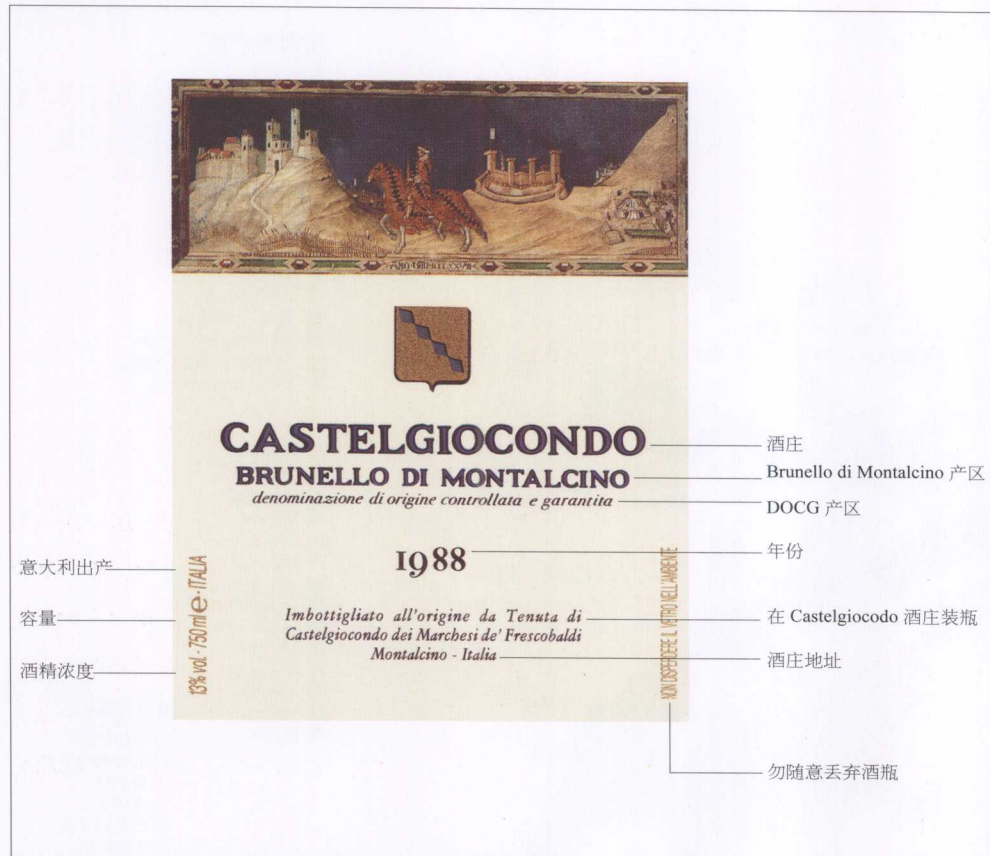 CASTELGIOCONDO
酒庄
BRUNELLO DI MONTALCINO
Brunello di Montalcino 产区
denominazione di origine controllata e garantita
DOCG 产区
1988
年份
意大利出产
容量
酒精浓度
13% vol. - 750 ml e - ITALIA
Imbottigliato all'origine da Tenuta di
Castelgiocondo dei Marchesi de' Frescobaldi
Montalcino - Italia
在 Castelgiocodo 酒庄装瓶
酒庄地址
NON DISPERDERE IL VETRO NELL'AMBIENTE
勿随意丢弃酒瓶